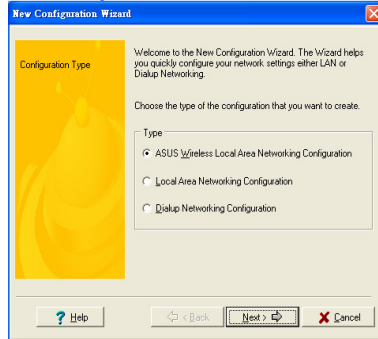 New Configuration Wizard
Configuration Type
Welcome to the New Configuration Wizard. The Wizard helps
you quickly configure your network settings either LAN or
Dialup Networking.
Choose the type of the configuration that you want to create.
Type
ASUS Wireless Local Area Networking Configuration
Local Area Networking Configuration
Dialup Networking Configuration
? Help
< Back
Next >
Cancel